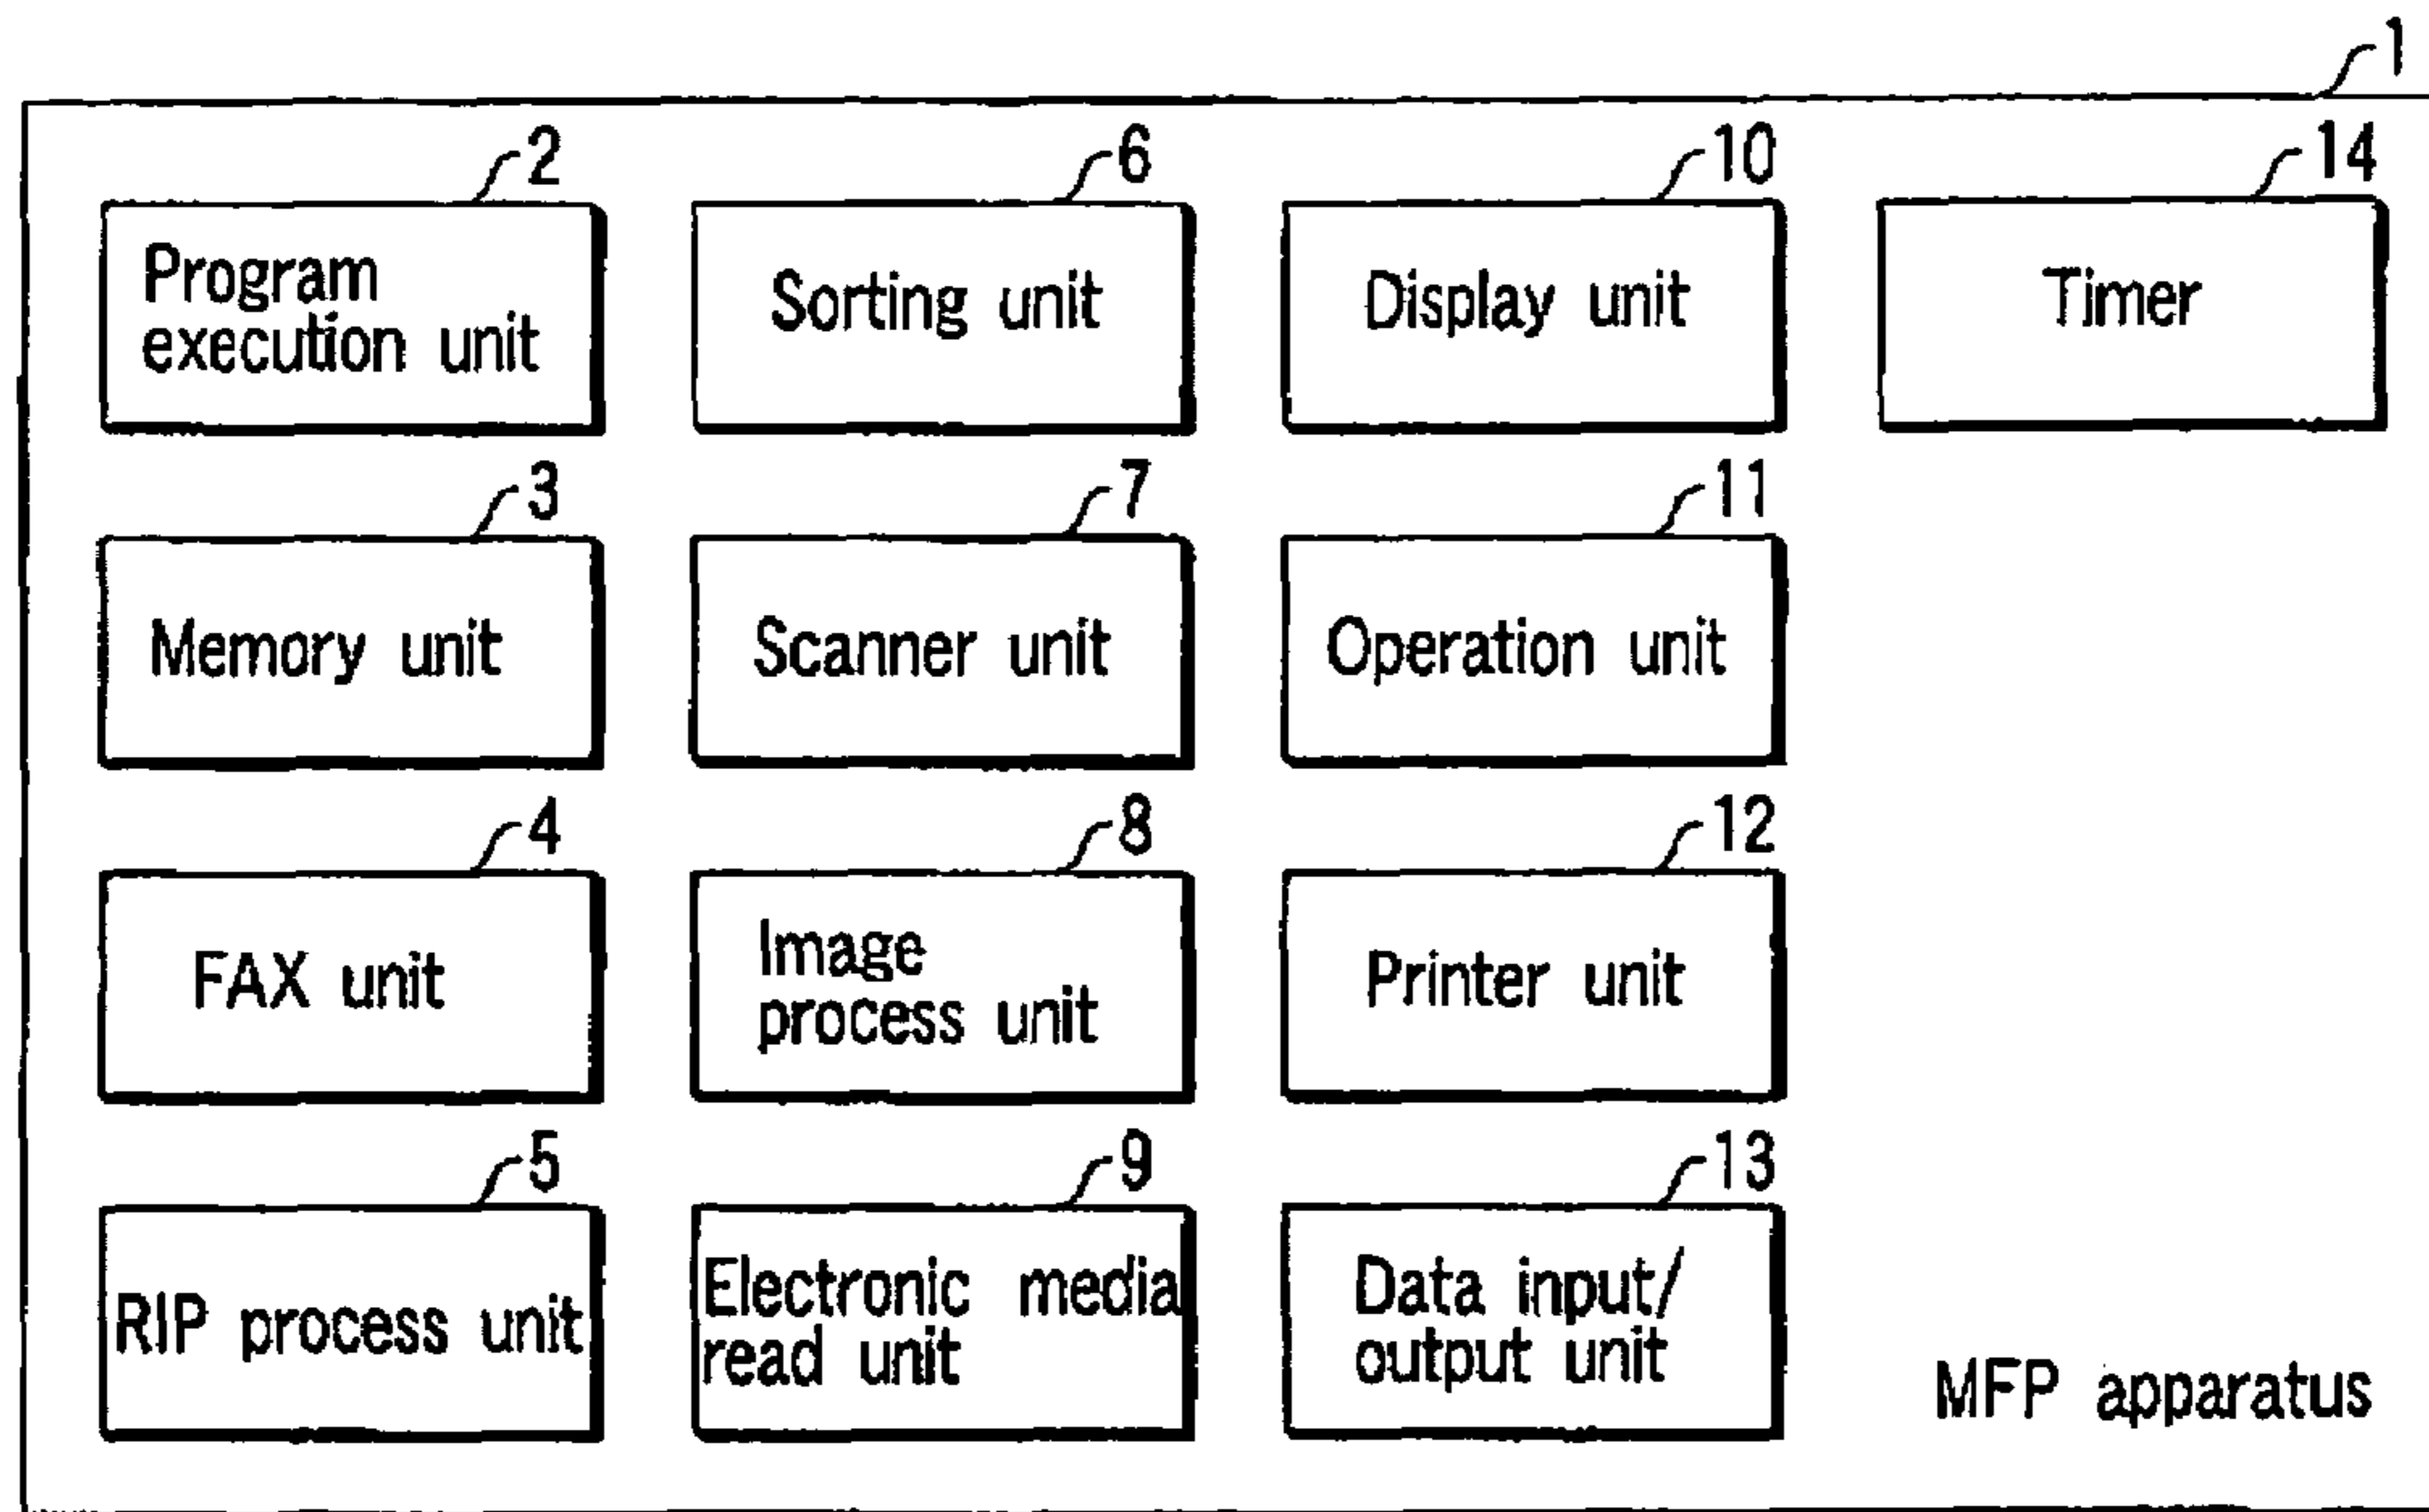 1
2
6
10
14
Program
execution unit
Sorting unit
Display unit
Timer
3
7
11
Memory unit
Scanner unit
Operation unit
4
8
12
FAX unit
Image
process unit
Printer unit
5
9
13
RIP process unit
Electronic media
read unit
Data input/
output unit
MFP apparatus